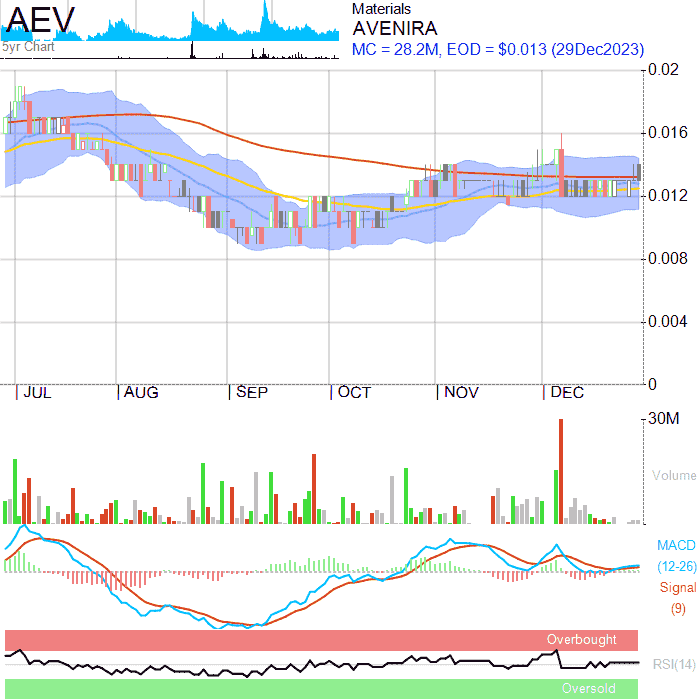 AEV
5yr Chart
Materials
AVENIRA
MC = 28.2M, EOD = $0.013 (29Dec2023)
0.02
0.016
0.012
0.008
0.004
0
JUL AUG SEP OCT NOV DEC
30M
Volume
MACD
(12-26)
Signal
(9)
Overbought
RSI(14)
Oversold